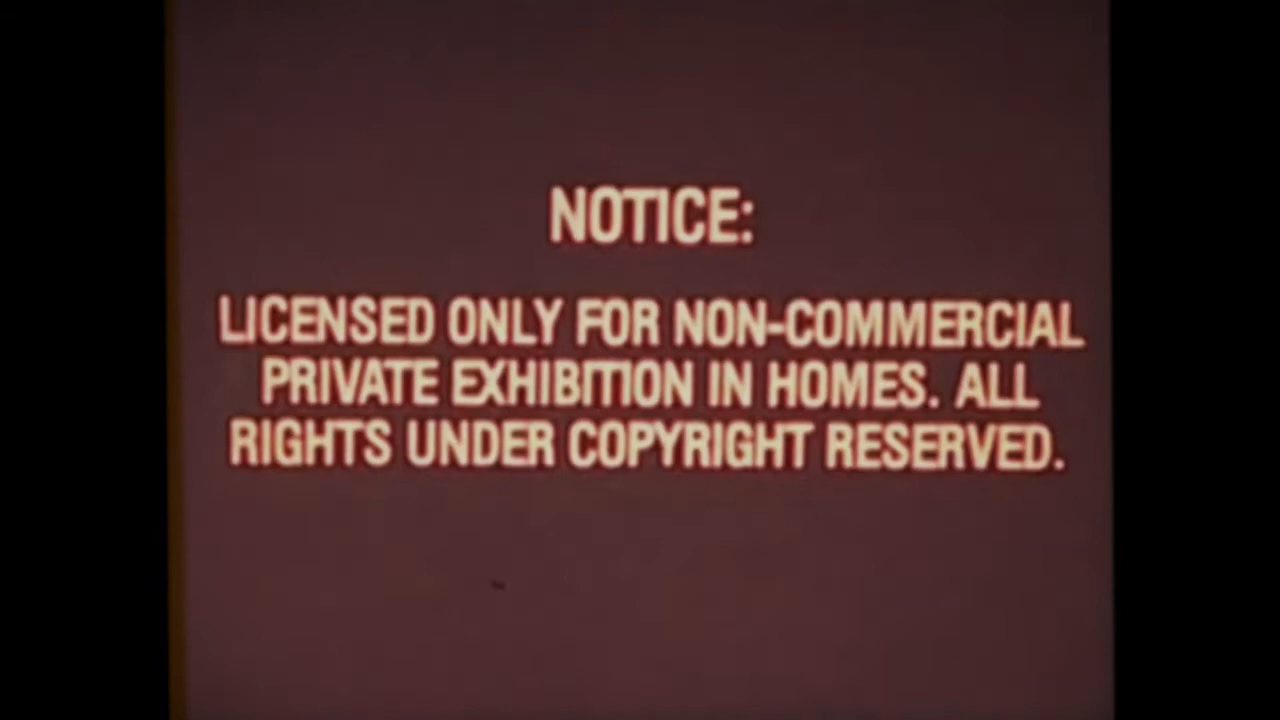 NOTICE:
LICENSED ONLY FOR NON-COMMERCIAL
PRIVATE EXHIBITION IN HOMES. ALL
RIGHTS UNDER COPYRIGHT RESERVED.